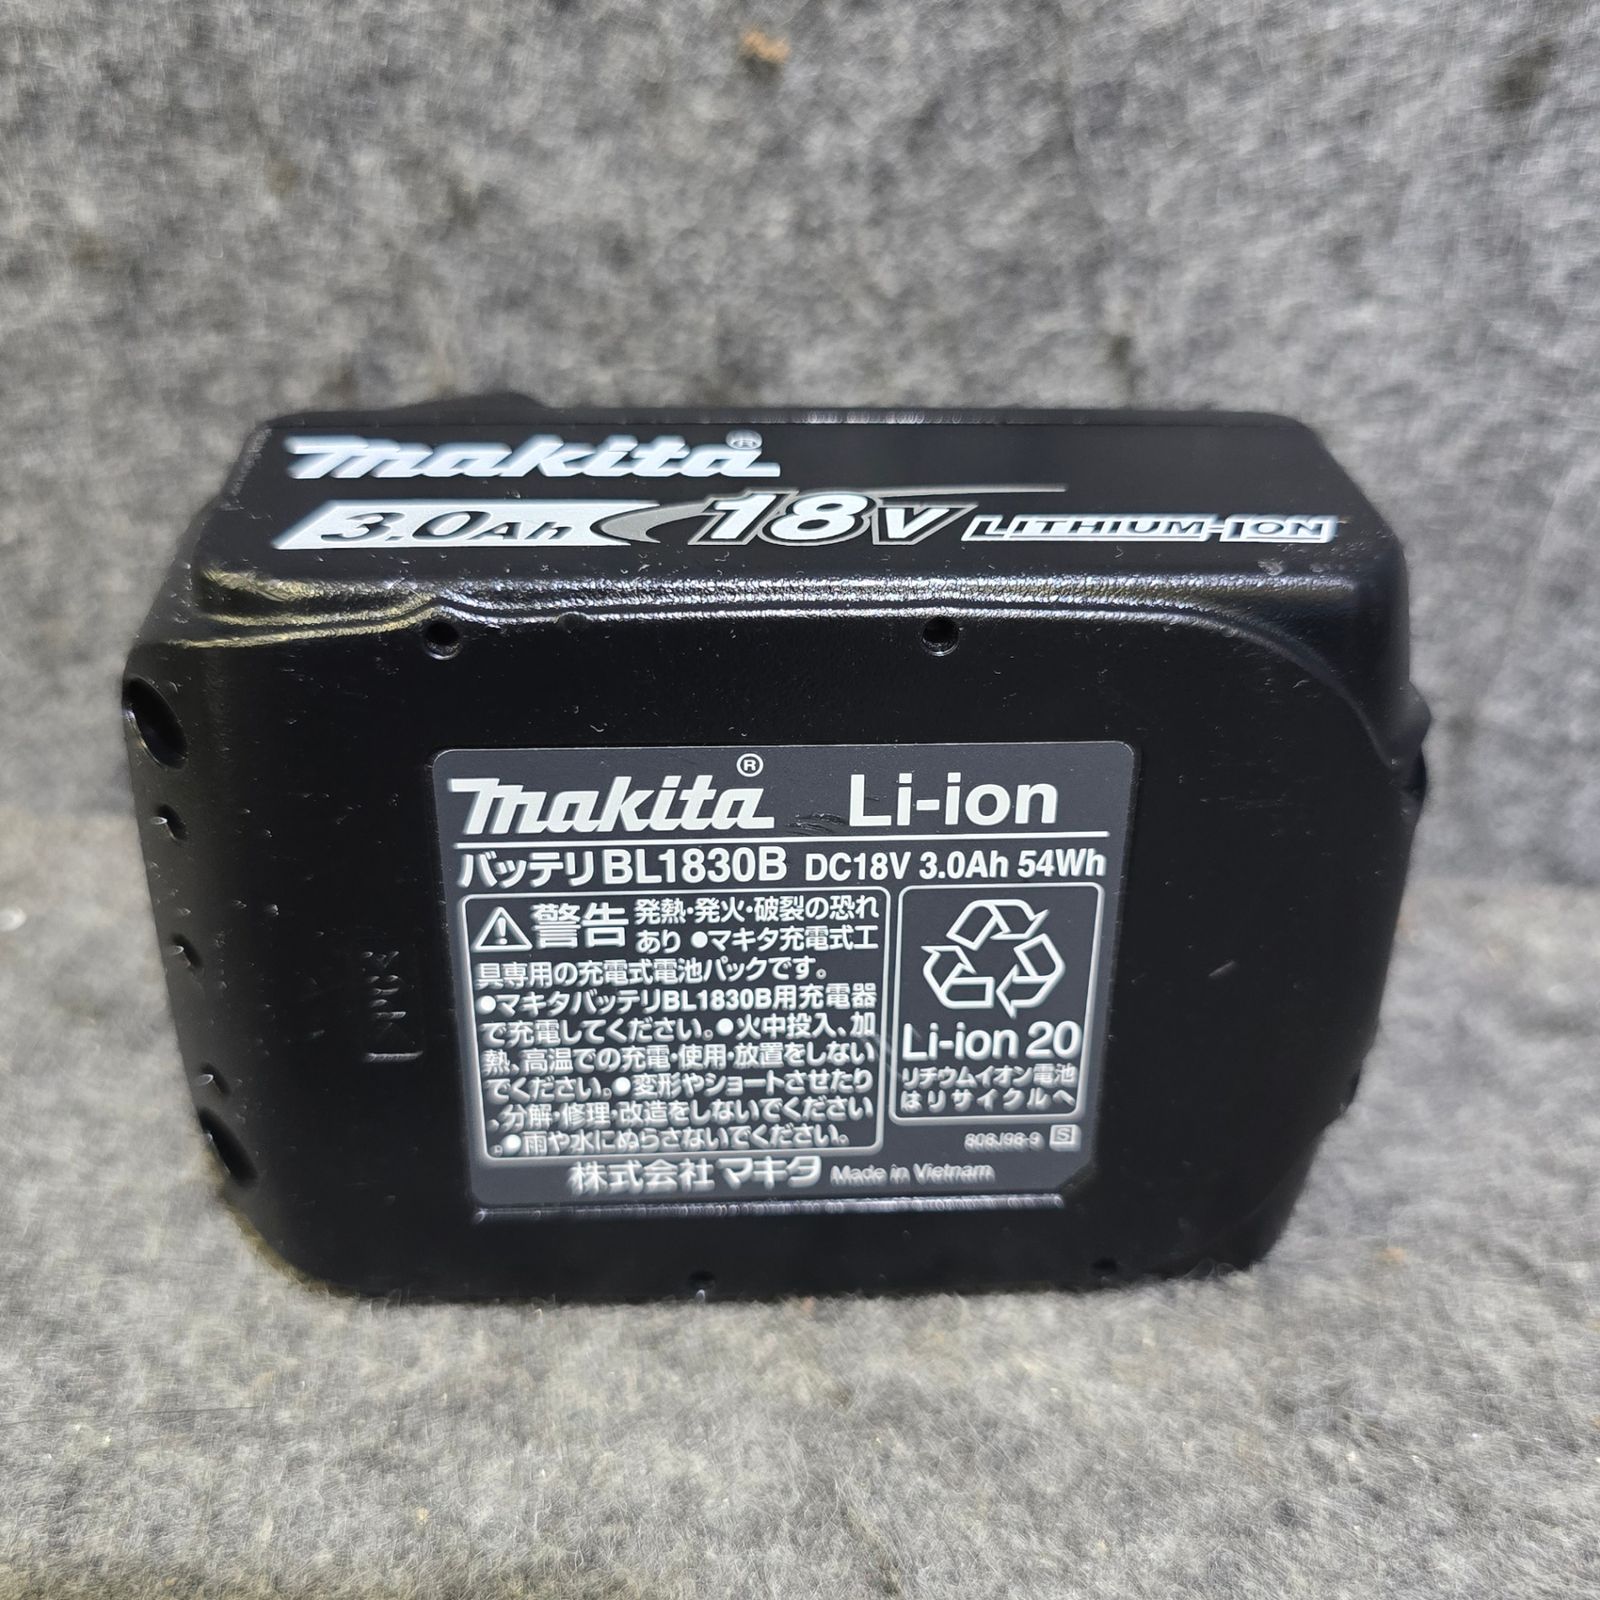 makita®
3.0Ah 18V LITHIUM-ION
makita® Li-ion
バッテリBL1830B DC18V 3.0Ah 54Wh
警告 発熱・発火・破裂の恐れ
あり ●マキタ充電式工
具専用の充電式電池パックです。
●マキタバッテリBL1830B用充電器
で充電してください。●火中投入、加
熱、高温での充電・使用・放置をしない
でください。●変形やショートさせたり
、分解・修理・改造をしないでください
。●雨や水にぬらさないでください。
Li-ion 20
リチウムイオン電池
はリサイクルへ
808J98-9 S
株式会社マキタ Made in Vietnam